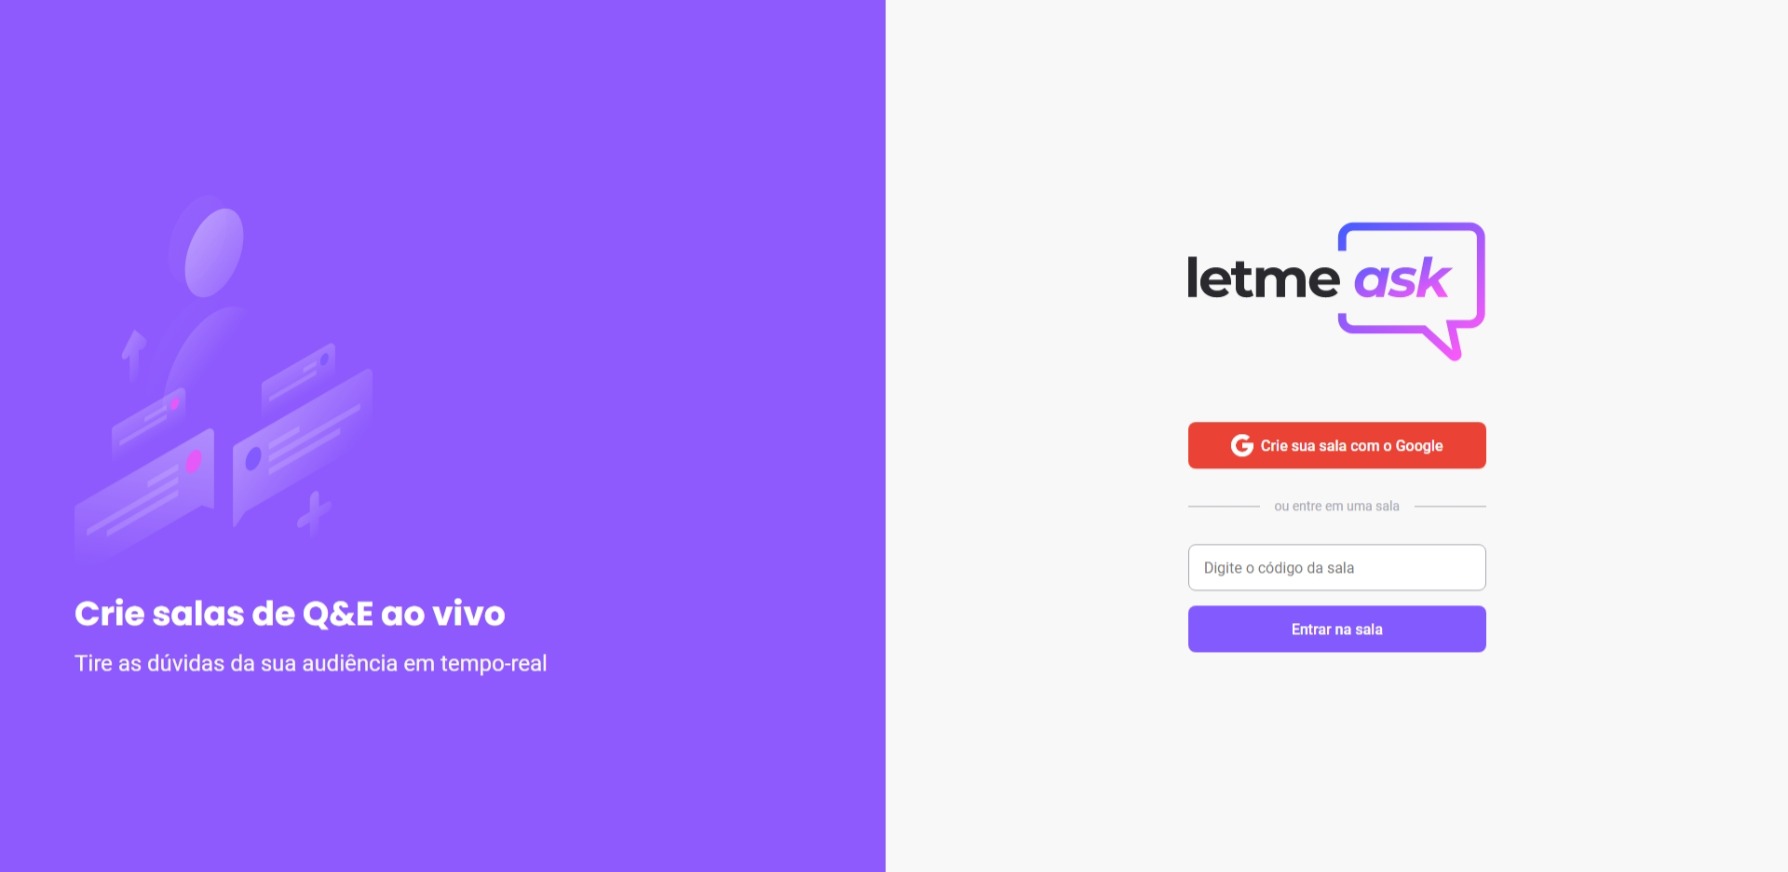 Crie salas de Q&E ao vivo
Tire as dúvidas da sua audiência em tempo-real
letme ask
Crie sua sala com o Google
ou entre em uma sala
Digite o código da sala
Entrar na sala